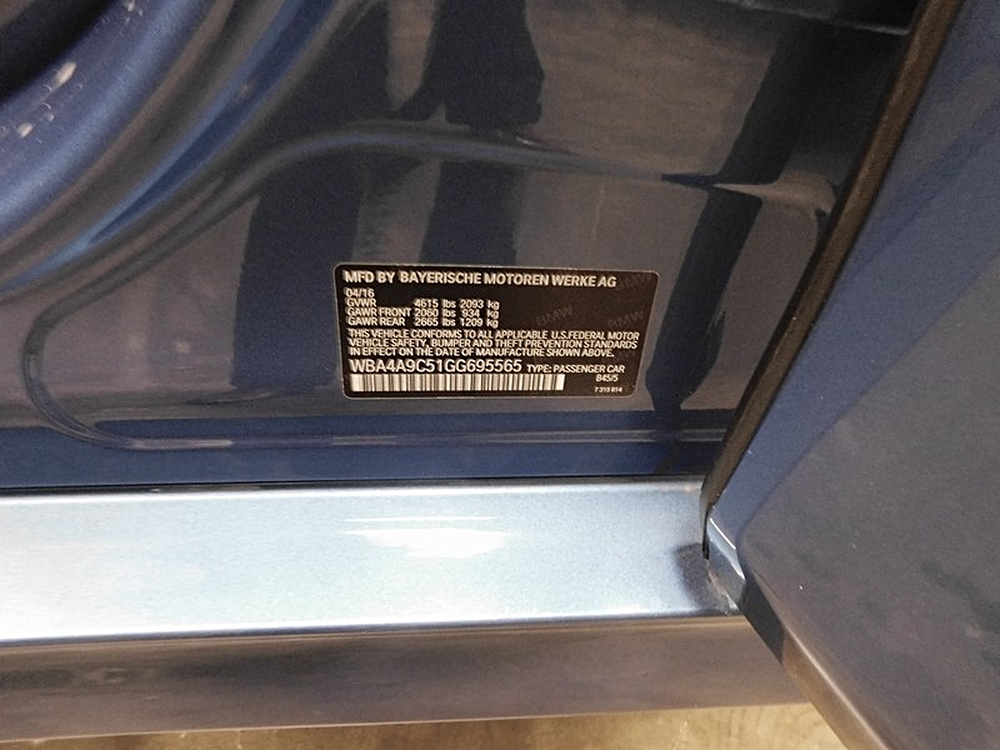 MFD BY BAYERISCHE MOTOREN WERKE AG
04/16
GVWR 4615 lbs 2093 kg
GAWR FRONT 2060 lbs 934 kg
GAWR REAR 2665 lbs 1209 kg
THIS VEHICLE CONFORMS TO ALL APPLICABLE U.S.FEDERAL MOTOR
VEHICLE SAFETY, BUMPER AND THEFT PREVENTION STANDARDS
IN EFFECT ON THE DATE OF MANUFACTURE SHOWN ABOVE.
WBA4A9C51GG695565 TYPE: PASSENGER CAR
B45/5
7 315 814
BMW
BMW